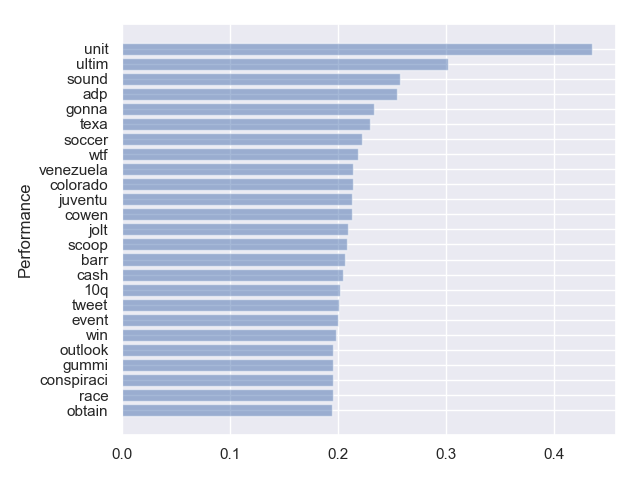 Performance
unit
ultim
sound
adp
gonna
texa
soccer
wtf
venezuela
colorado
juventu
cowen
jolt
scoop
barr
cash
10q
tweet
event
win
outlook
gummi
conspiraci
race
obtain
0.0 0.1 0.2 0.3 0.4